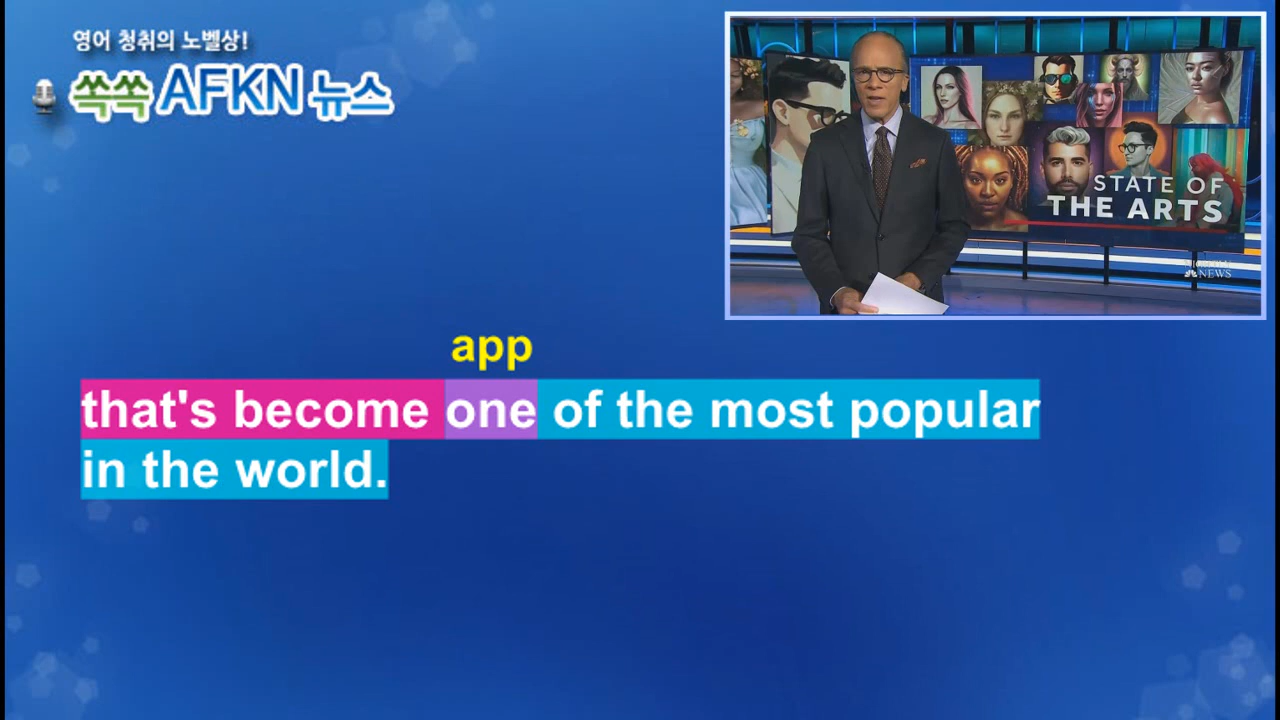 영어 청취의 노벨상!
쏙쏙 AFKN 뉴스
STATE OF
THE ARTS
NEWS
app
that's become one of the most popular
in the world.